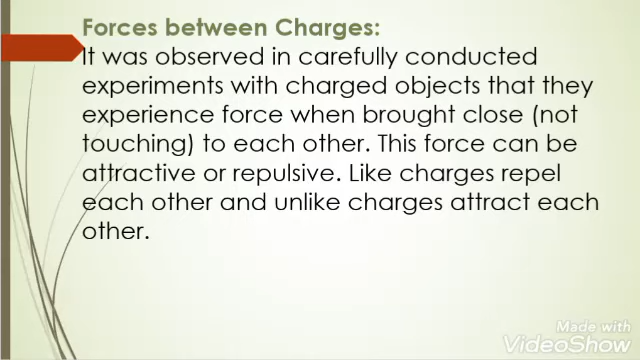 Forces between Charges:
It was observed in carefully conducted
experiments with charged objects that they
experience force when brought close (not
touching) to each other. This force can be
attractive or repulsive. Like charges repel
each other and unlike charges attract each
other.
Made with
VideoShow